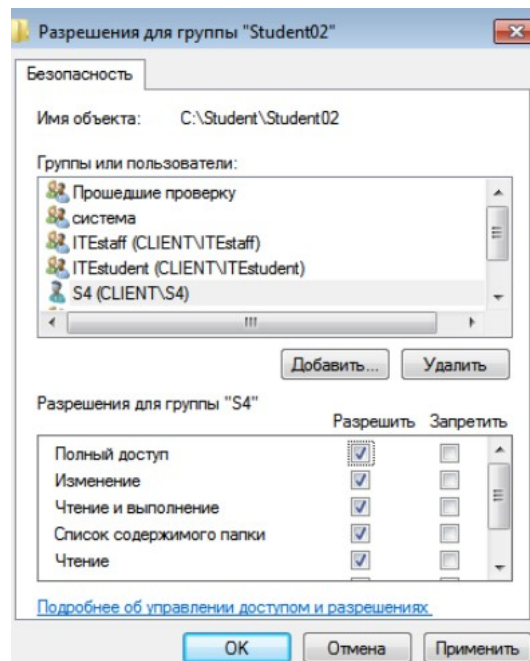 Разрешения для группы "Student02"
Безопасность
Имя объекта: C:\Student\Student02
Группы или пользователи:
Прошедшие проверку
система
ITEstaff (CLIENT\ITEstaff)
ITEstudent (CLIENT\ITEstudent)
S4 (CLIENT\S4)
Добавить... Удалить
Разрешения для группы "S4"
Разрешить Запретить
Полный доступ
Изменение
Чтение и выполнение
Список содержимого папки
Чтение
Подробнее об управлении доступом и разрешениях
OK Отмена Применить